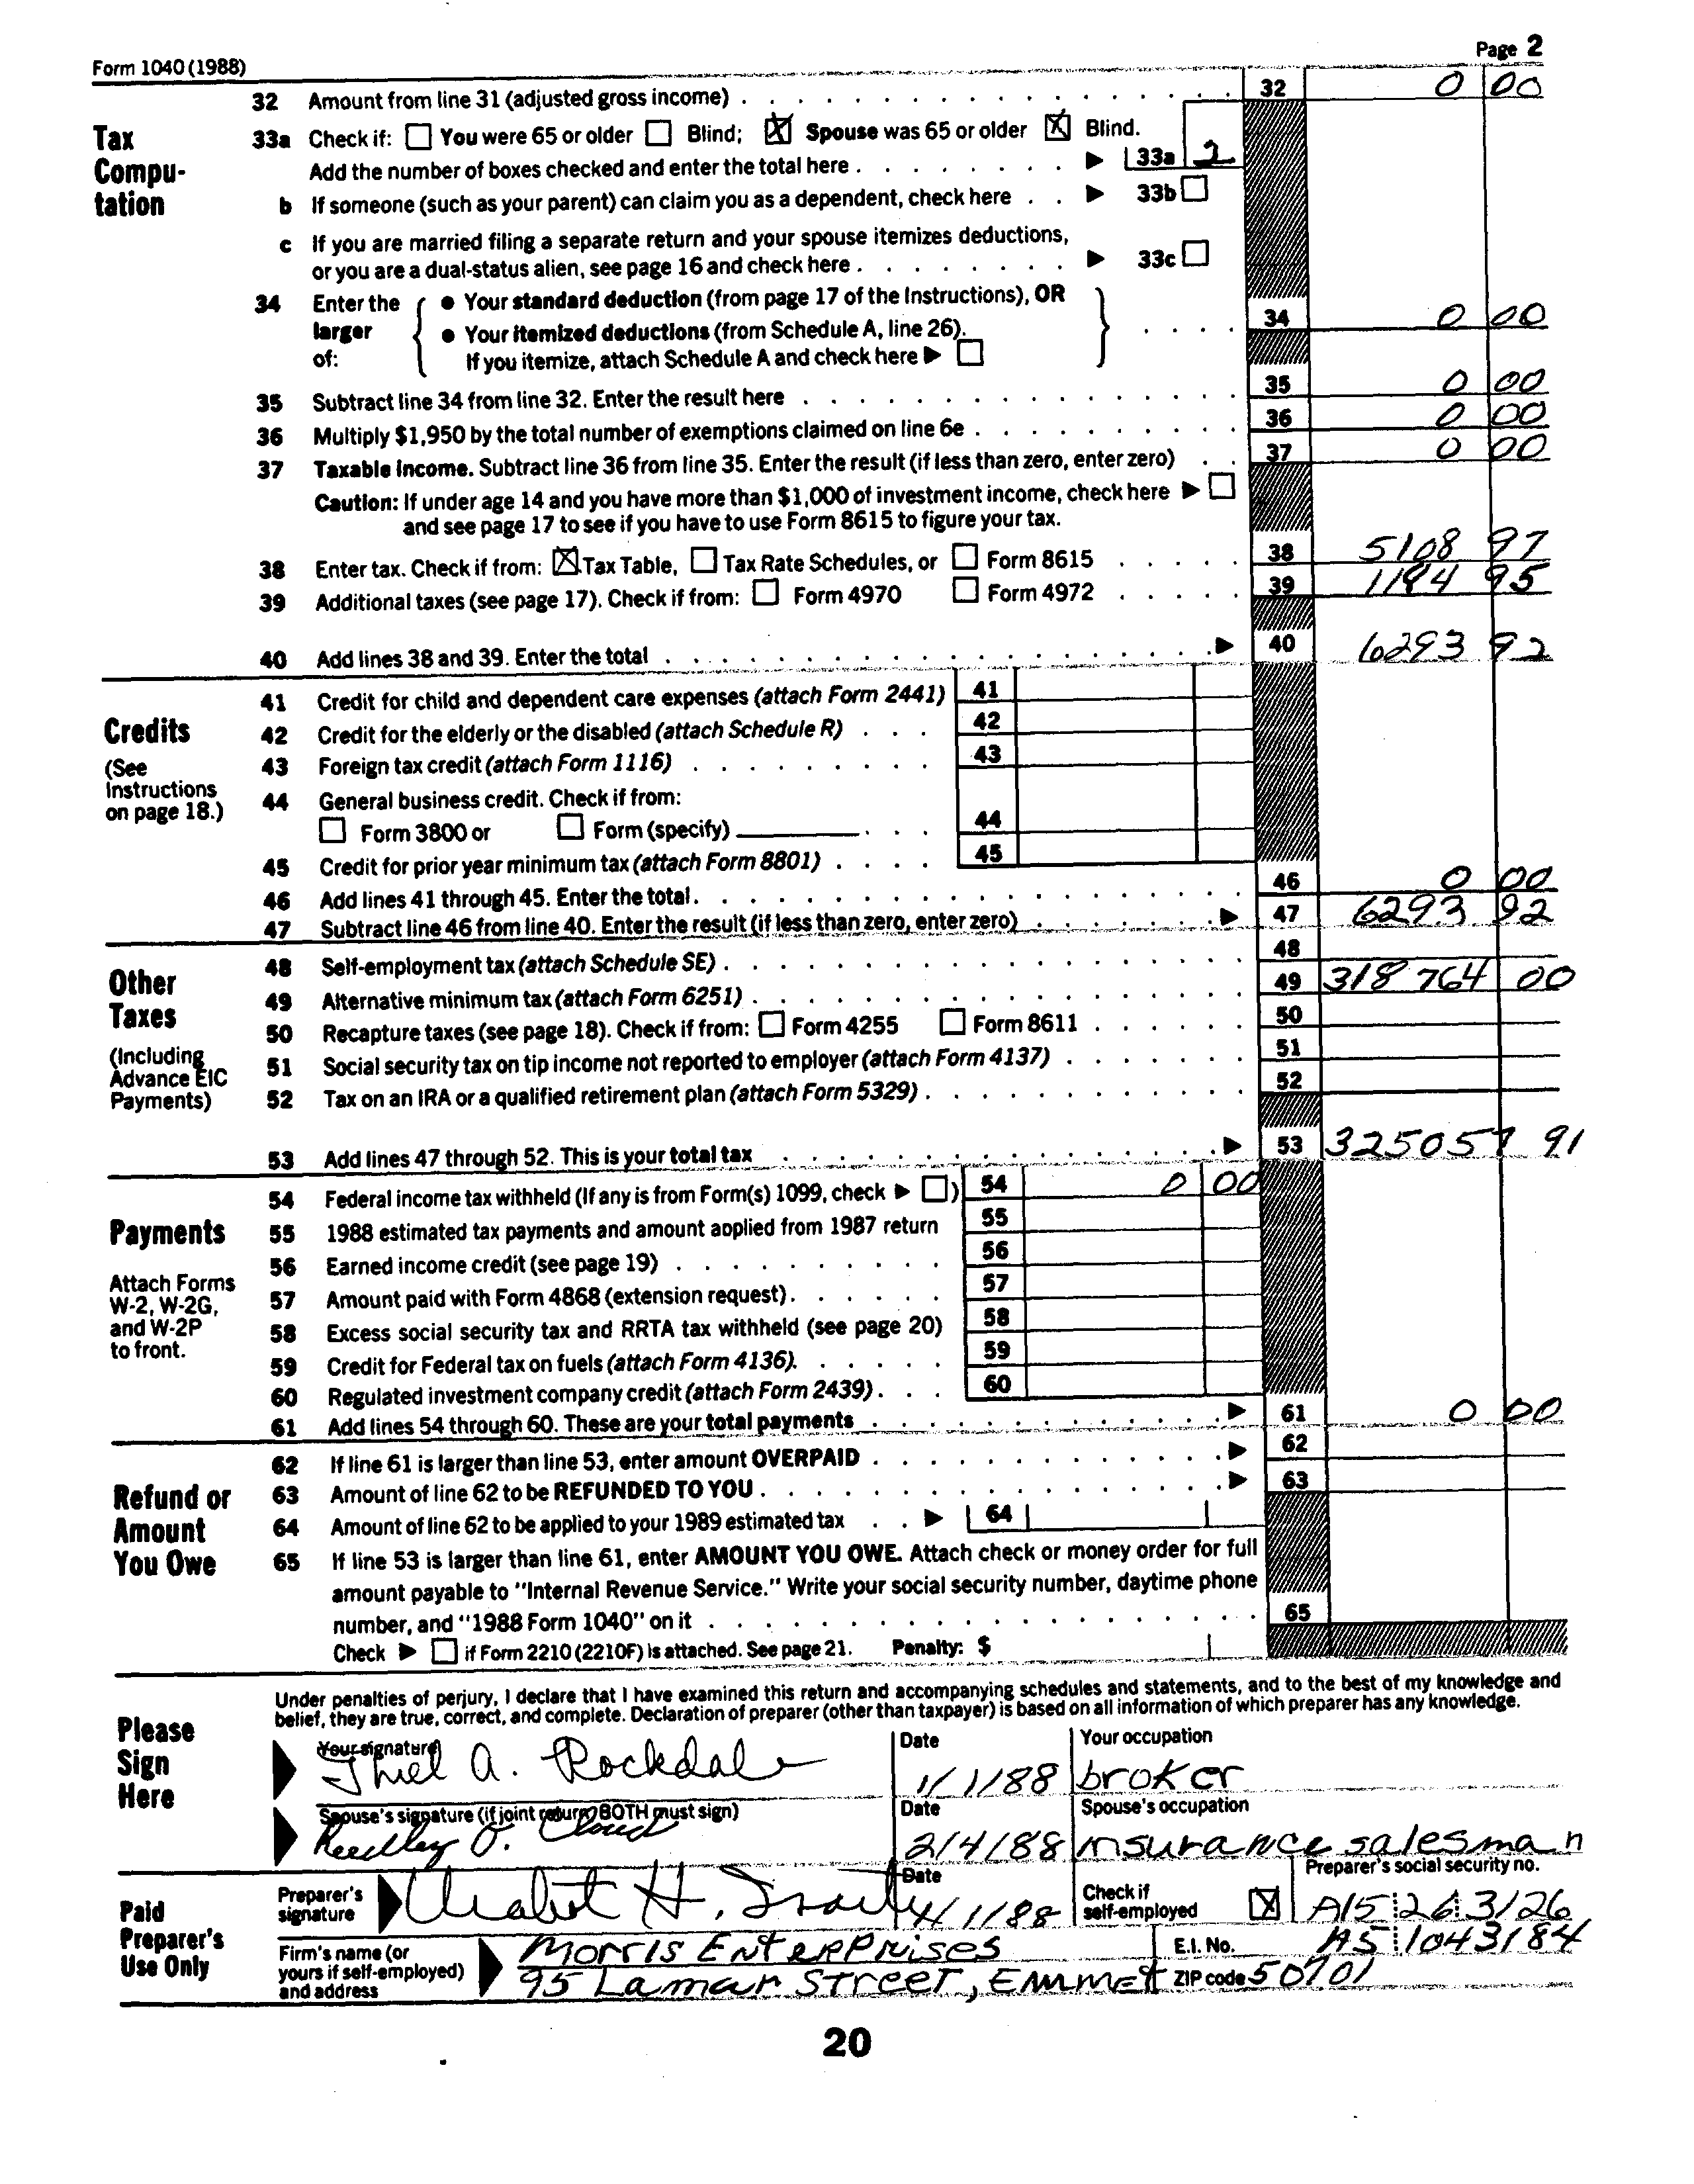 Form 1040 (1988) Page 2
Tax Compu- tation
32 Amount from line 31 (adjusted gross income) . . . 32 0 00
33a Check if: You were 65 or older Blind; X Spouse was 65 or older X Blind.
Add the number of boxes checked and enter the total here . . . ▶ 33a 2
b If someone (such as your parent) can claim you as a dependent, check here . . ▶ 33b
c If you are married filing a separate return and your spouse itemizes deductions,
or you are a dual-status alien, see page 16 and check here . . . ▶ 33c
34 Enter the larger of: { ● Your standard deduction (from page 17 of the Instructions), OR
● Your itemized deductions (from Schedule A, line 26).
If you itemize, attach Schedule A and check here ▶ } . . . . 34 0 00
35 Subtract line 34 from line 32. Enter the result here . . . 35 0 00
36 Multiply $1,950 by the total number of exemptions claimed on line 6e . . . 36 0 00
37 Taxable income. Subtract line 36 from line 35. Enter the result (if less than zero, enter zero) . . 37 0 00
Caution: If under age 14 and you have more than $1,000 of investment income, check here ▶
and see page 17 to see if you have to use Form 8615 to figure your tax.
38 Enter tax. Check if from: X Tax Table, Tax Rate Schedules, or Form 8615 . . . 38 5108 97
39 Additional taxes (see page 17). Check if from: Form 4970 Form 4972 . . . 39 1184 95
40 Add lines 38 and 39. Enter the total . . . ▶ 40 6293 92
Credits
(See Instructions on page 18.)
41 Credit for child and dependent care expenses (attach Form 2441) 41
42 Credit for the elderly or the disabled (attach Schedule R) . . . 42
43 Foreign tax credit (attach Form 1116) . . . 43
44 General business credit. Check if from:
Form 3800 or Form (specify) . . . 44
45 Credit for prior year minimum tax (attach Form 8801) . . . . 45
46 Add lines 41 through 45. Enter the total . . . 46 0 00
47 Subtract line 46 from line 40. Enter the result (if less than zero, enter zero) . . . ▶ 47 6293 92
Other Taxes
(Including Advance EIC Payments)
48 Self-employment tax (attach Schedule SE) . . . 48
49 Alternative minimum tax (attach Form 6251) . . . 49 318 764 00
50 Recapture taxes (see page 18). Check if from: Form 4255 Form 8611 . . . 50
51 Social security tax on tip income not reported to employer (attach Form 4137) . . . 51
52 Tax on an IRA or a qualified retirement plan (attach Form 5329) . . . 52
53 Add lines 47 through 52. This is your total tax . . . ▶ 53 325057 91
Payments
Attach Forms W-2, W-2G, and W-2P to front.
54 Federal income tax withheld (If any is from Form(s) 1099, check ▶ ) 54 0 00
55 1988 estimated tax payments and amount applied from 1987 return 55
56 Earned income credit (see page 19) . . . 56
57 Amount paid with Form 4868 (extension request) . . . 57
58 Excess social security tax and RRTA tax withheld (see page 20) 58
59 Credit for Federal tax on fuels (attach Form 4136). . . . 59
60 Regulated investment company credit (attach Form 2439) . . . 60
61 Add lines 54 through 60. These are your total payments . . . ▶ 61 0 00
Refund or Amount You Owe
62 If line 61 is larger than line 53, enter amount OVERPAID . . . ▶ 62
63 Amount of line 62 to be REFUNDED TO YOU . . . ▶ 63
64 Amount of line 62 to be applied to your 1989 estimated tax . . ▶ 64
65 If line 53 is larger than line 61, enter AMOUNT YOU OWE. Attach check or money order for full
amount payable to "Internal Revenue Service." Write your social security number, daytime phone
number, and "1988 Form 1040" on it . . . 65
Check ▶ if Form 2210 (2210F) is attached. See page 21. Penalty: $
Please Sign Here
Under penalties of perjury, I declare that I have examined this return and accompanying schedules and statements, and to the best of my knowledge and
belief, they are true, correct, and complete. Declaration of preparer (other than taxpayer) is based on all information of which preparer has any knowledge.
Your signature Date Your occupation
Thiel A. Rockdale 1/1/88 broker
Spouse's signature (if joint return, BOTH must sign) Date Spouse's occupation
Reedley O. Cloud 2/4/88 insurance salesman
Paid Preparer's Use Only
Preparer's signature Chabot H. Date 4/1/88 Check if self-employed X Preparer's social security no. A15 26 3126
Firm's name (or yours if self-employed) and address Morris Enterprises E.I. No. A5 1043184
95 Lamar Street, Emmet ZIP code 50701
20